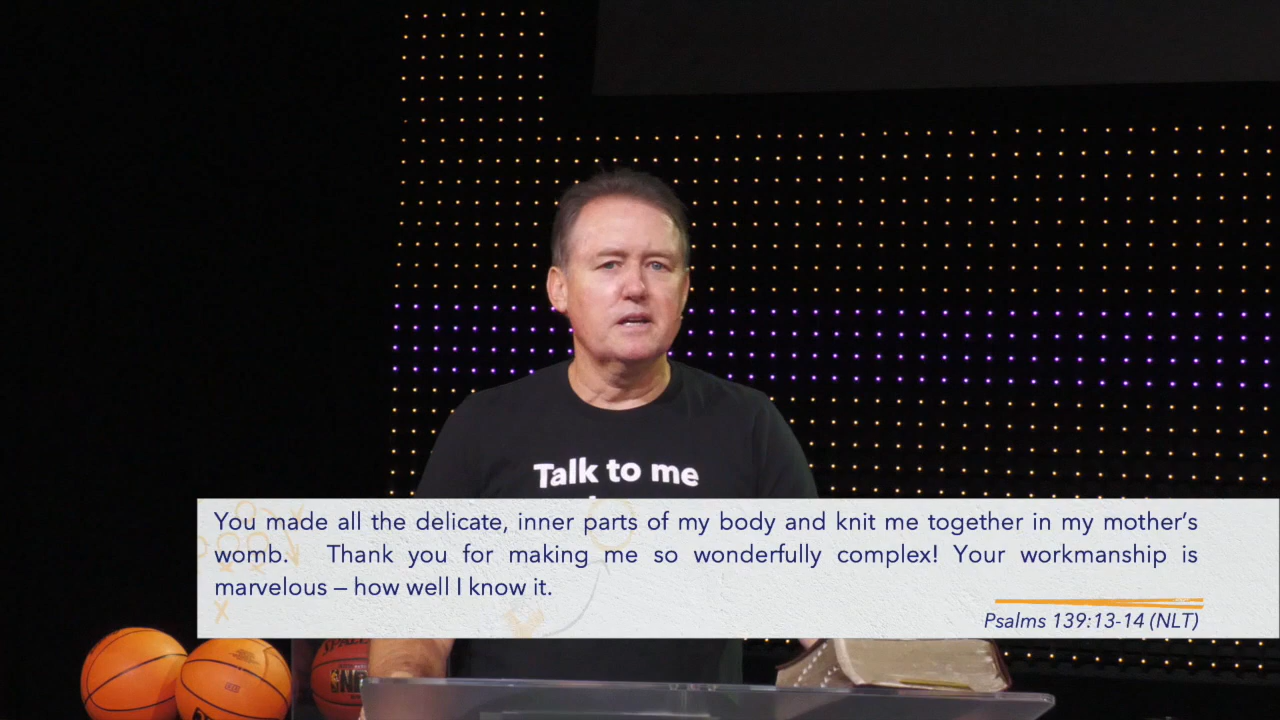 Talk to me
You made all the delicate, inner parts of my body and knit me together in my mother's
womb.  Thank you for making me so wonderfully complex! Your workmanship is
marvelous – how well I know it.
Psalms 139:13-14 (NLT)